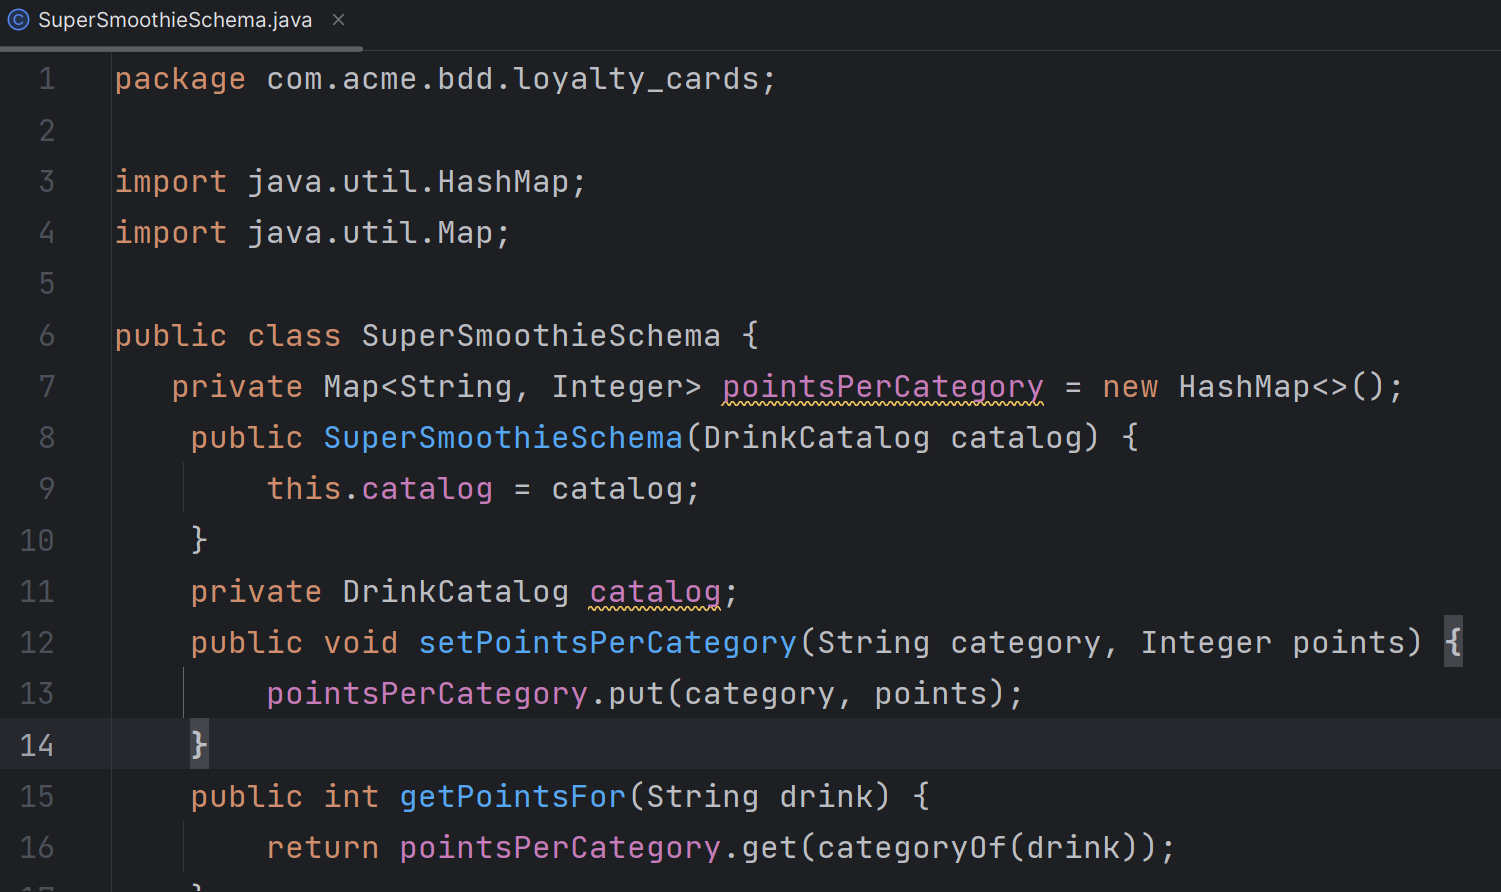 SuperSmoothieSchema.java
1 package com.acme.bdd.loyalty_cards;
2
3 import java.util.HashMap;
4 import java.util.Map;
5
6 public class SuperSmoothieSchema {
7 private Map<String, Integer> pointsPerCategory = new HashMap<>();
8 public SuperSmoothieSchema(DrinkCatalog catalog) {
9 this.catalog = catalog;
10 }
11 private DrinkCatalog catalog;
12 public void setPointsPerCategory(String category, Integer points) {
13 pointsPerCategory.put(category, points);
14 }
15 public int getPointsFor(String drink) {
16 return pointsPerCategory.get(categoryOf(drink));